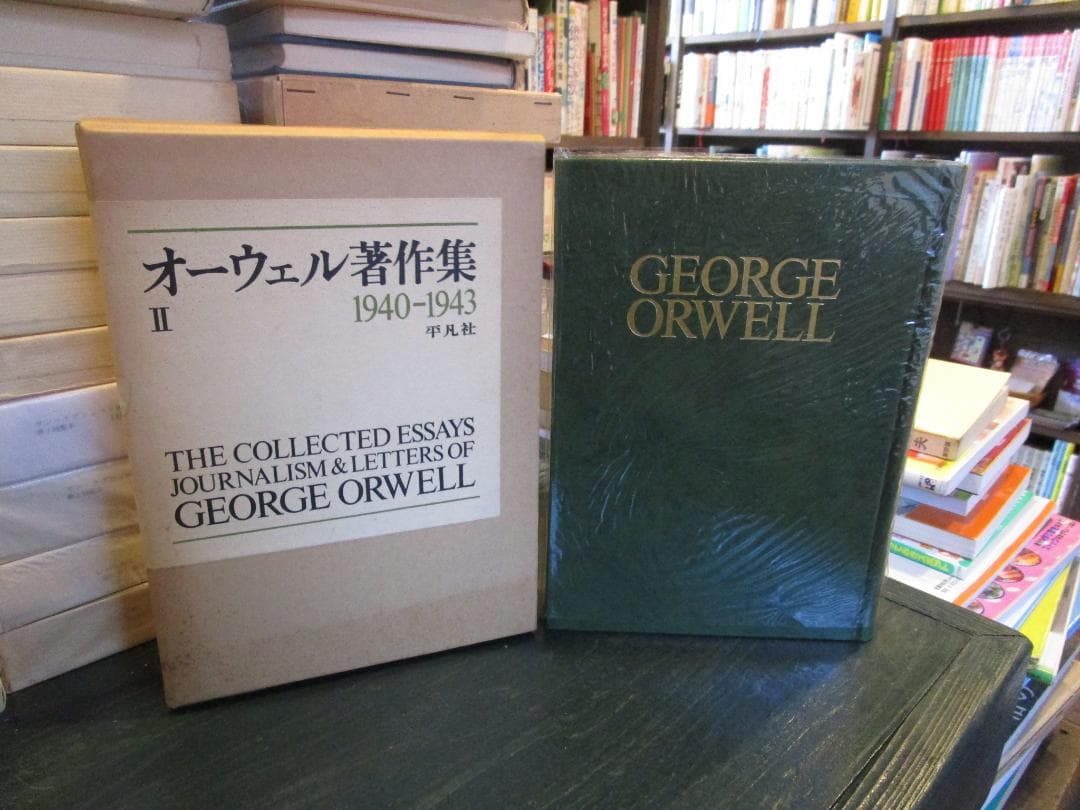 オーウェル著作集
II
1940-1943
平凡社
THE COLLECTED ESSAYS
JOURNALISM & LETTERS OF
GEORGE ORWELL
GEORGE
ORWELL